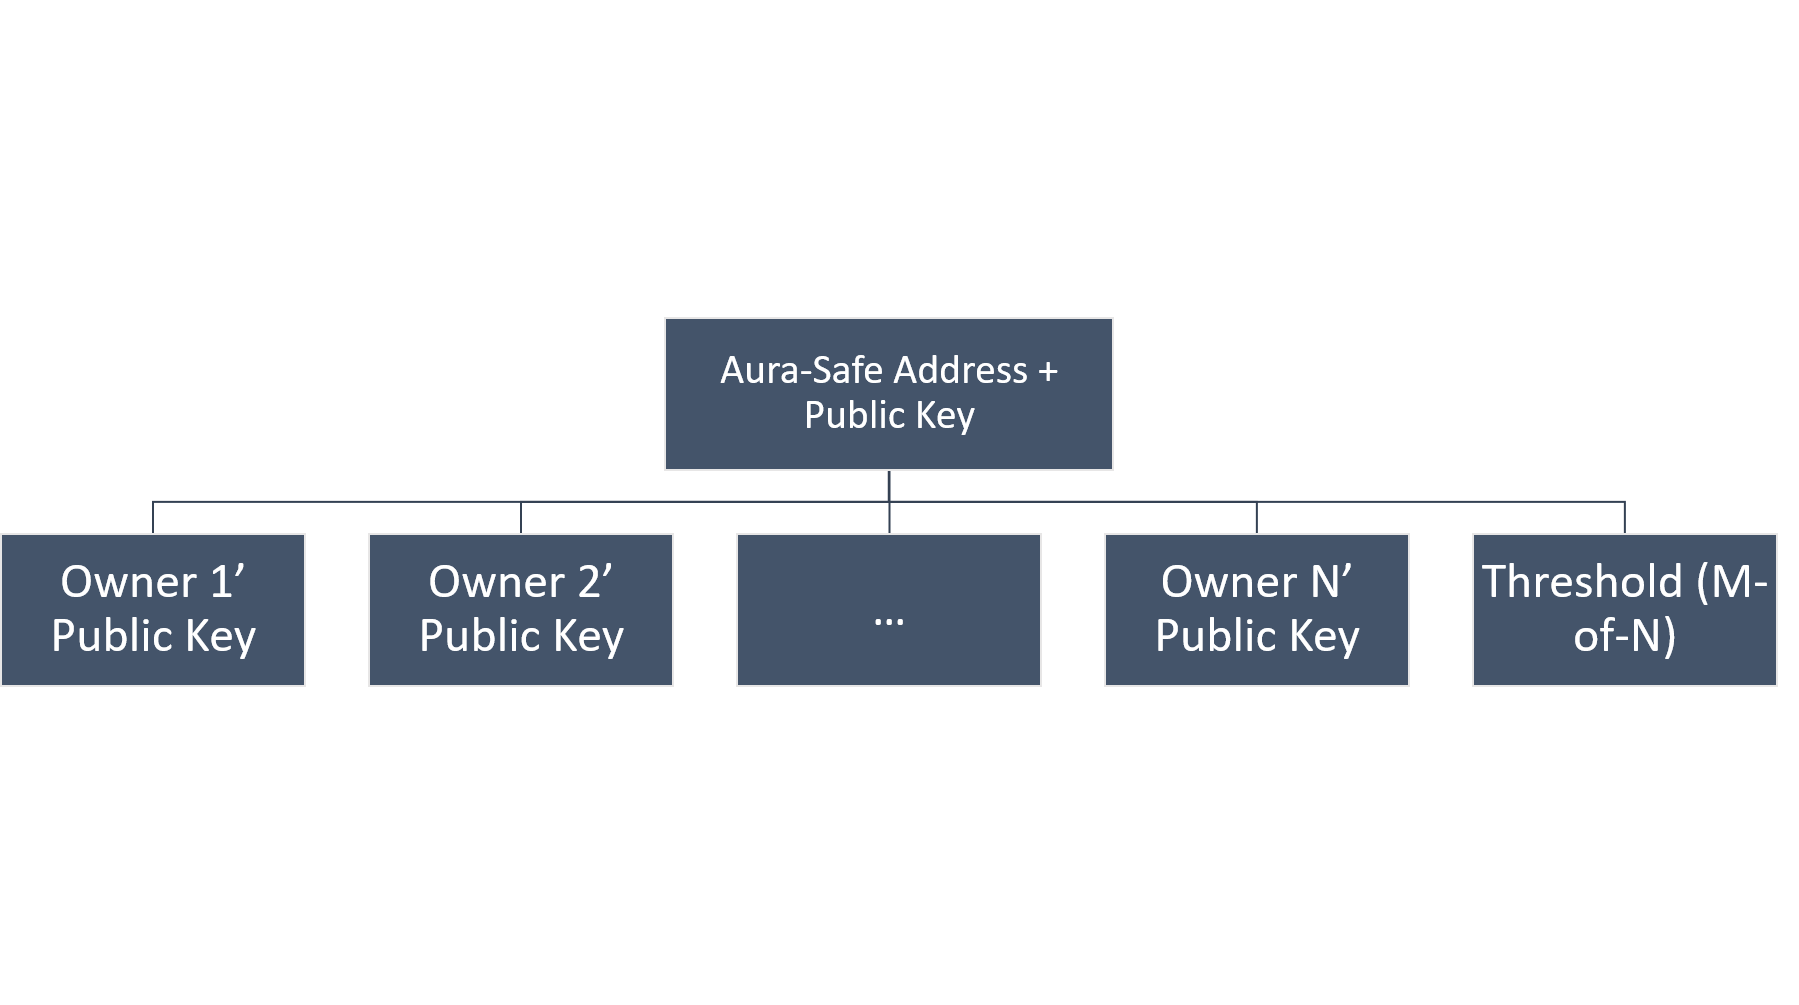 Aura-Safe Address +
Public Key
Owner 1’
Public Key
Owner 2’
Public Key
...
Owner N’
Public Key
Threshold (M-
of-N)